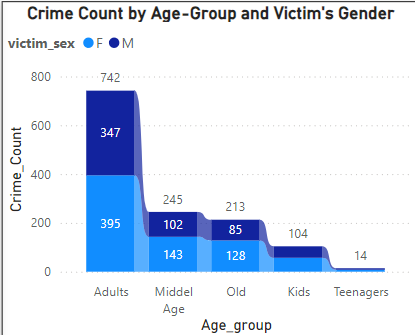 Crime Count by Age-Group and Victim's Gender
victim_sex F M
800
600
400
200
0
Crime_Count
742
347
395
245
102
143
213
85
128
104
14
Adults
Middel
Age
Old
Kids
Teenagers
Age_group